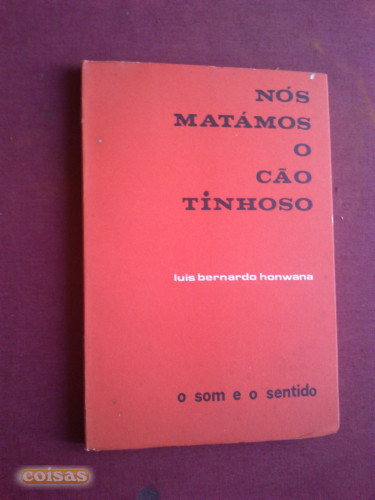 NÓS
MATÁMOS
O
CÃO
TINHOSO
luis bernardo honwana
o som e o sentido
coisas